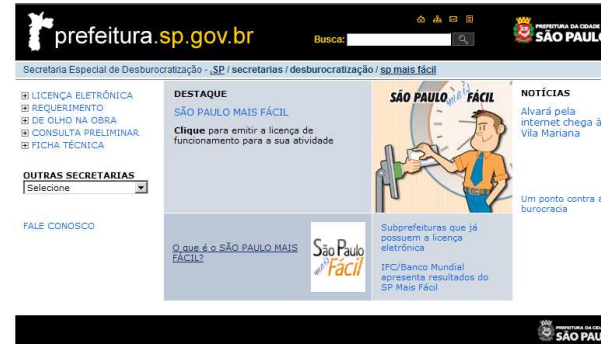 prefeitura.sp.gov.br
Busca:
PREFEITURA DA CIDADE
SÃO PAULO
Secretaria Especial de Desburocratização - .SP / secretarias / desburocratização / sp mais fácil
LICENÇA ELETRÔNICA
REQUERIMENTO
DE OLHO NA OBRA
CONSULTA PRELIMINAR
FICHA TÉCNICA
OUTRAS SECRETARIAS
Selecione
FALE CONOSCO
DESTAQUE
SÃO PAULO MAIS FÁCIL
Clique para emitir a licença de
funcionamento para a sua atividade
SÃO PAULO mais FÁCIL
NOTÍCIAS
Alvará pela
internet chega à
Vila Mariana
Um ponto contra a
burocracia
O que é o SÃO PAULO MAIS
FÁCIL?
São Paulo
mais
Fácil
Subprefeituras que já
possuem a licença
eletrônica
IFC/Banco Mundial
apresenta resultados do
SP Mais Fácil
PREFEITURA DA CIDA
SÃO PAU